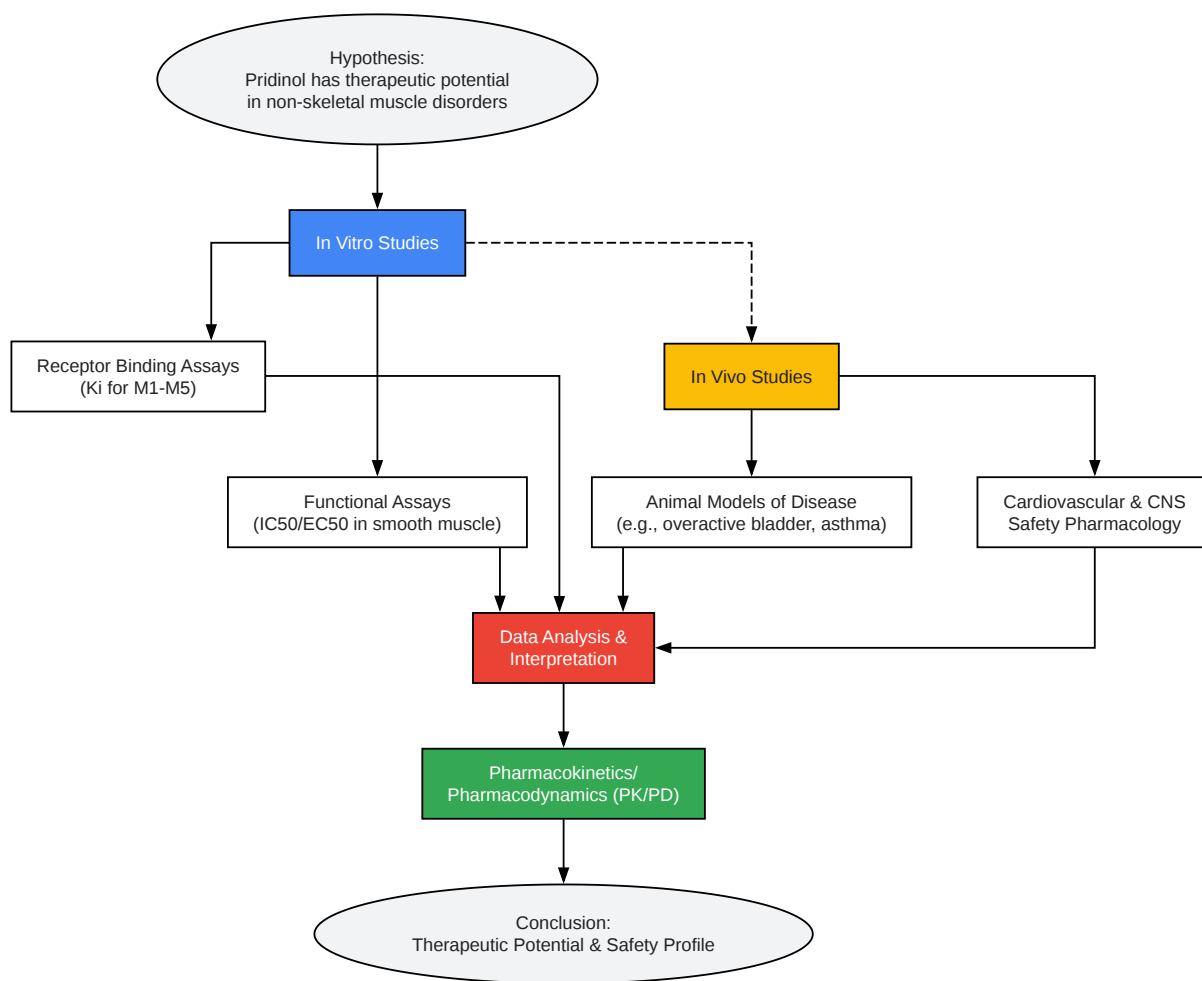 Hypothesis:
Pridinol has therapeutic potential
in non-skeletal muscle disorders
In Vitro Studies
Receptor Binding Assays
(Ki for M1-M5)
In Vivo Studies
Functional Assays
(IC50/EC50 in smooth muscle)
Animal Models of Disease
(e.g., overactive bladder, asthma)
Cardiovascular & CNS
Safety Pharmacology
Data Analysis &
Interpretation
Pharmacokinetics/
Pharmacodynamics (PK/PD)
Conclusion:
Therapeutic Potential & Safety Profile